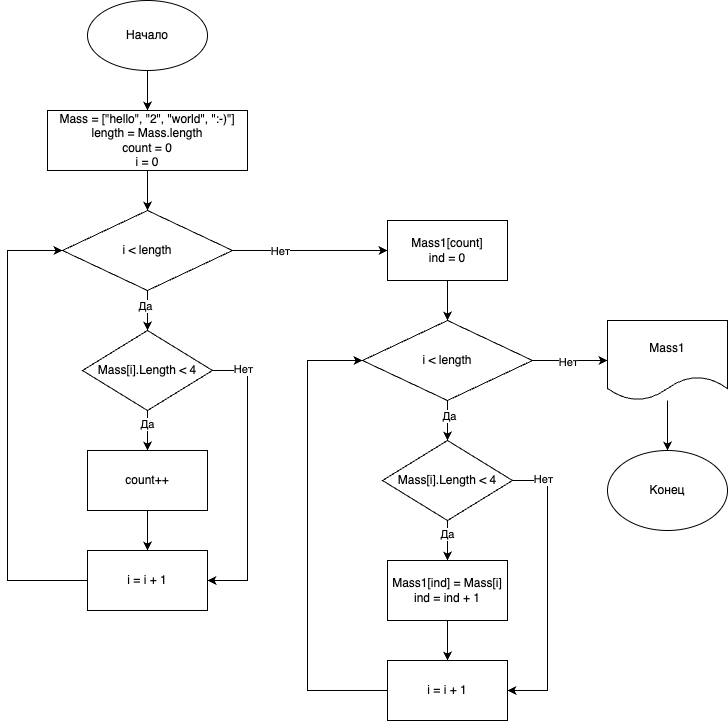 Начало
Mass = ["hello", "2", "world", ":-)"]
length = Mass.length
count = 0
i = 0
i < length
Нет
Да
Mass[i].Length < 4
Нет
Да
count++
i = i + 1
Mass1[count]
ind = 0
i < length
Нет
Да
Mass[i].Length < 4
Нет
Да
Mass1[ind] = Mass[i]
ind = ind + 1
i = i + 1
Mass1
Конец